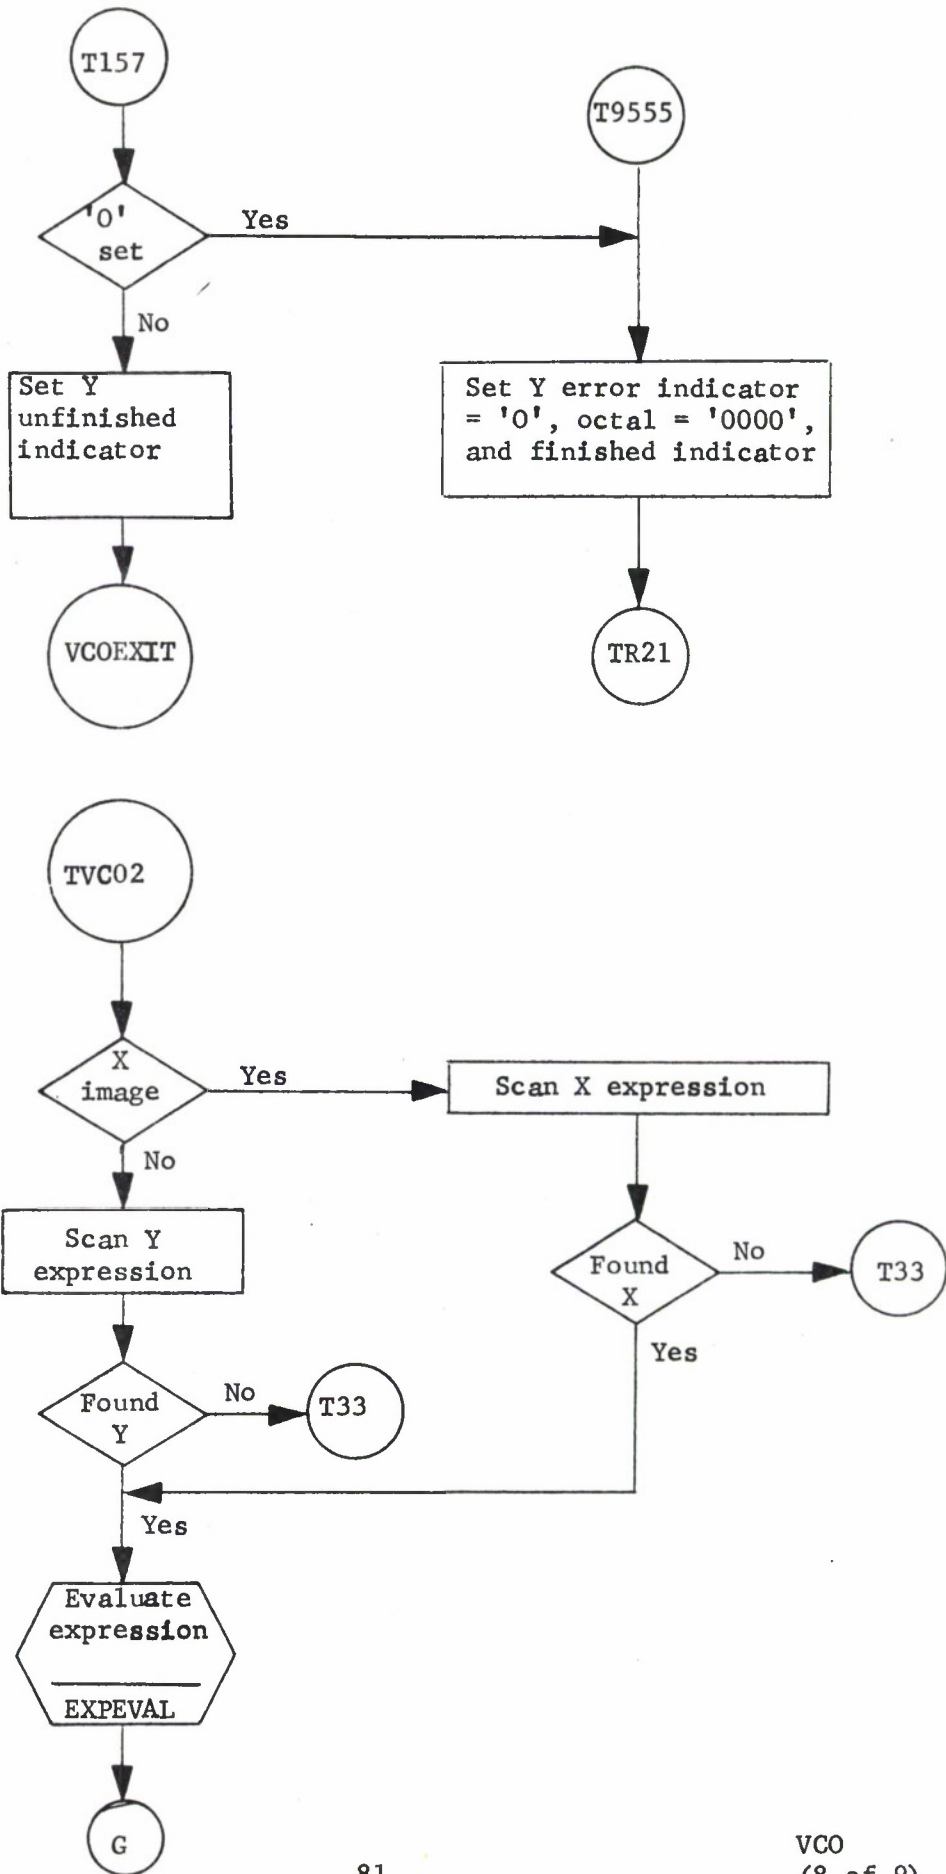 T157
T9555
'O'
set
Yes
No
Set Y
unfinished
indicator
Set Y error indicator
= 'O', octal = '0000',
and finished indicator
VCOEXIT
TR21
TVC02
X
image
Yes
Scan X expression
No
Scan Y
expression
Found
X
No
T33
Yes
Found
Y
No
T33
Yes
Evaluate
expression
EXPEVAL
G
81
VCO
(8 of 9)